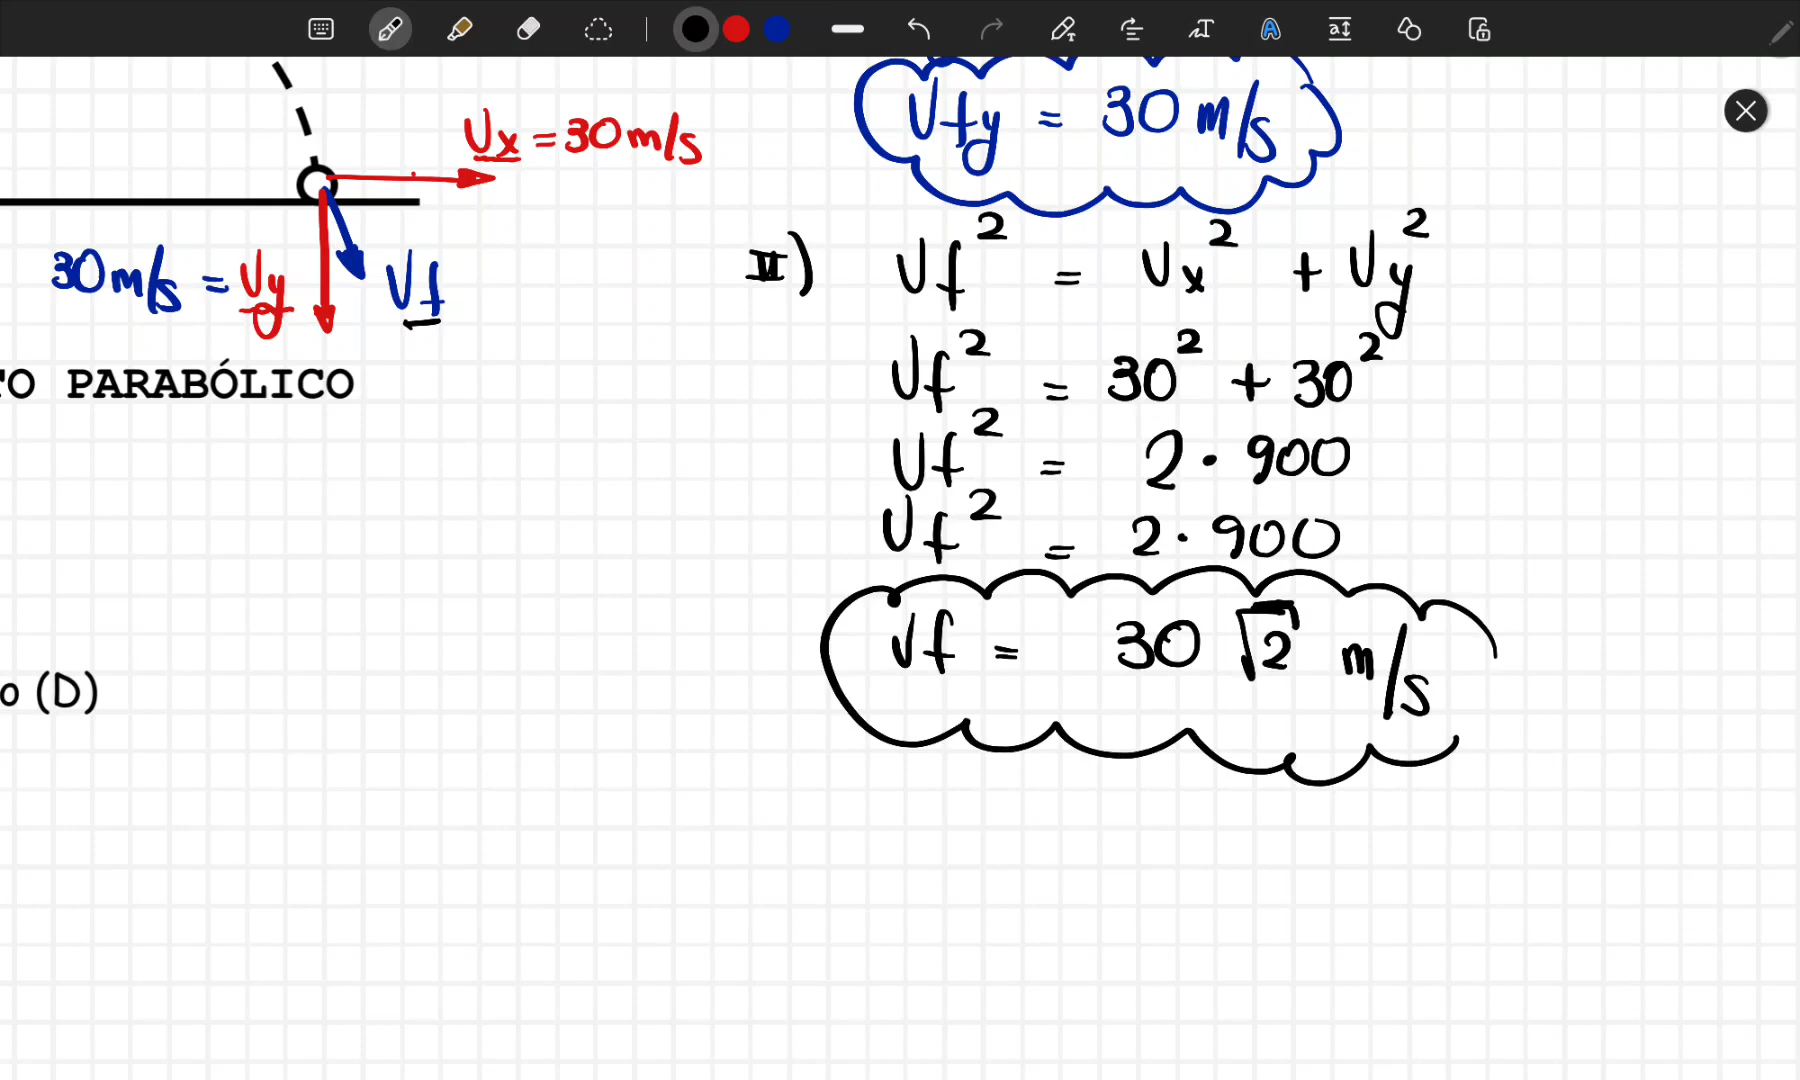 Vx = 30 m/s
30 m/s = Vy
Vf
TO PARABÓLICO
o (D)
Vfy = 30 m/s
Vf² = Vx² + Vy²
Vf² = 30² + 30²
Vf² = 2 · 900
Vf² = 2 · 900
Vf = 30 √2 m/s